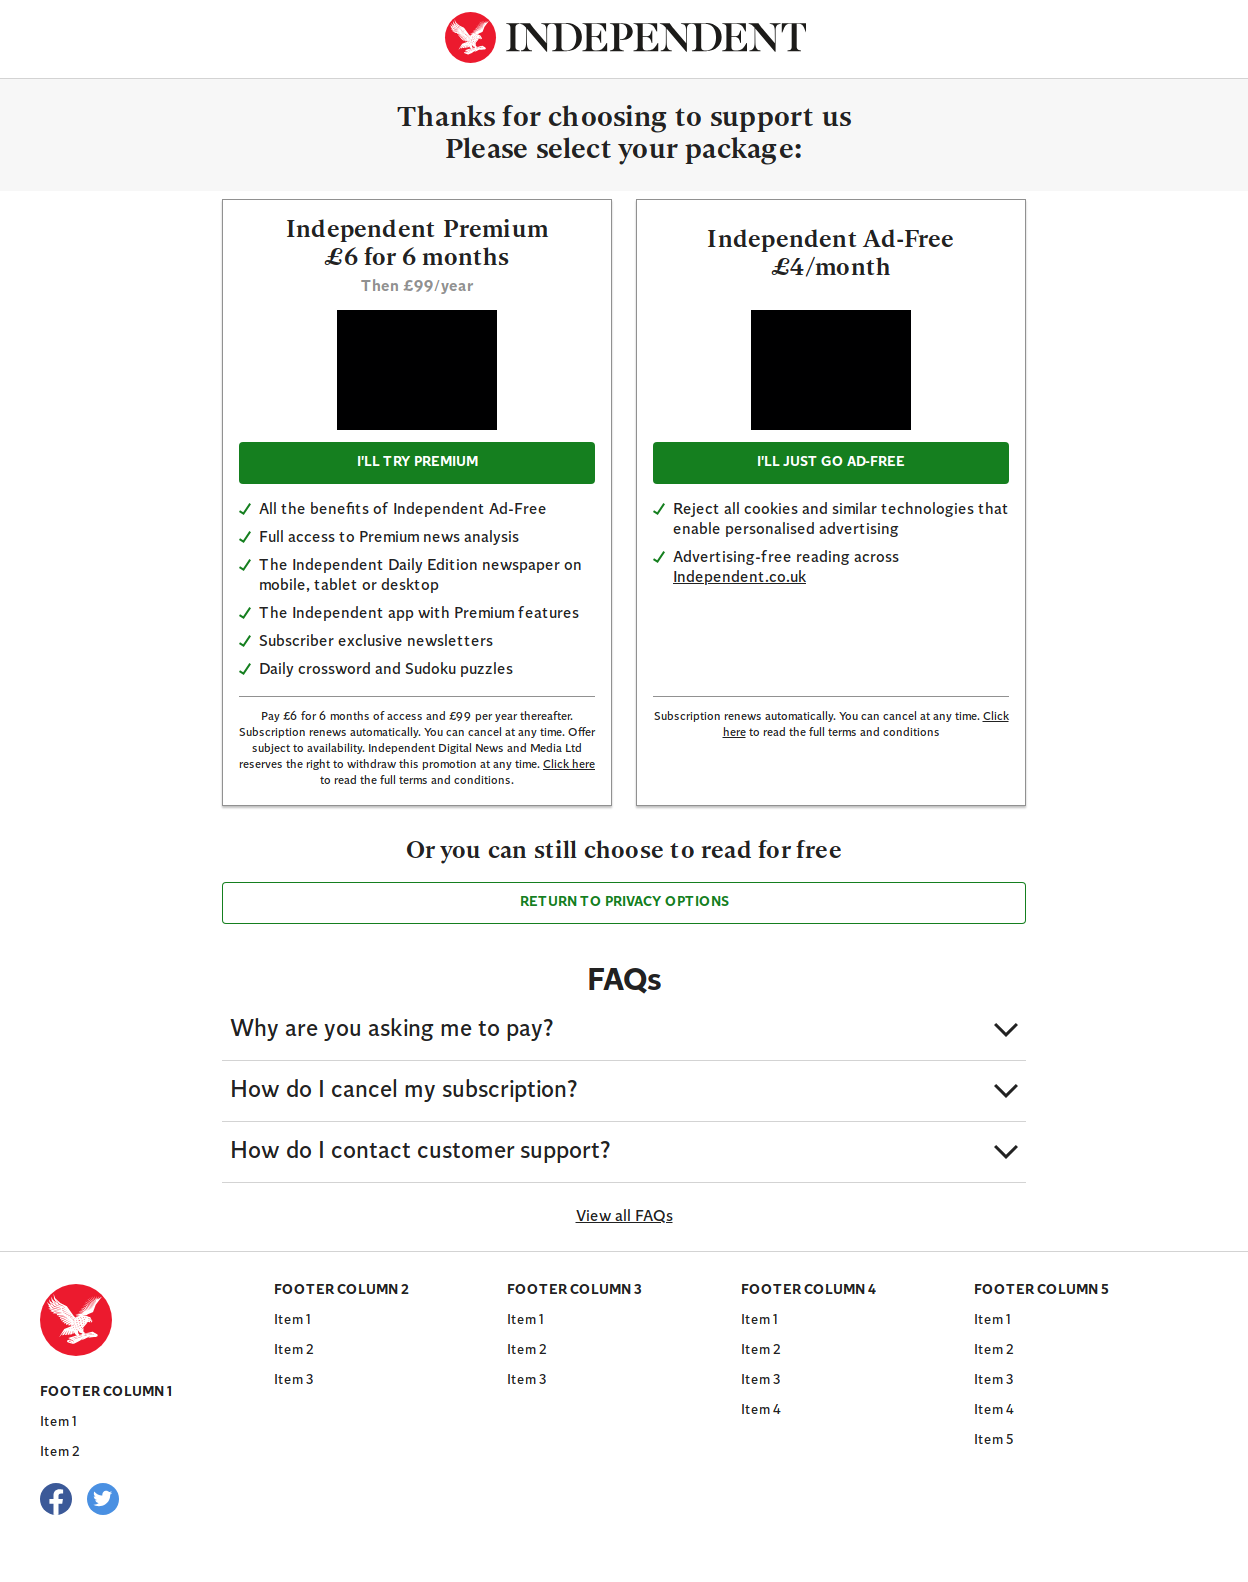 INDEPENDENT
Thanks for choosing to support us
Please select your package:
Independent Premium
£6 for 6 months
Then £99/year
I'LL TRY PREMIUM
All the benefits of Independent Ad-Free
Full access to Premium news analysis
The Independent Daily Edition newspaper on
mobile, tablet or desktop
The Independent app with Premium features
Subscriber exclusive newsletters
Daily crossword and Sudoku puzzles
Pay £6 for 6 months of access and £99 per year thereafter.
Subscription renews automatically. You can cancel at any time. Offer
subject to availability. Independent Digital News and Media Ltd
reserves the right to withdraw this promotion at any time. Click here
to read the full terms and conditions.
Independent Ad-Free
£4/month
I'LL JUST GO AD-FREE
Reject all cookies and similar technologies that
enable personalised advertising
Advertising-free reading across
Independent.co.uk
Subscription renews automatically. You can cancel at any time. Click
here to read the full terms and conditions
Or you can still choose to read for free
RETURN TO PRIVACY OPTIONS
FAQs
Why are you asking me to pay?
How do I cancel my subscription?
How do I contact customer support?
View all FAQs
FOOTER COLUMN 1
Item 1
Item 2
FOOTER COLUMN 2
Item 1
Item 2
Item 3
FOOTER COLUMN 3
Item 1
Item 2
Item 3
FOOTER COLUMN 4
Item 1
Item 2
Item 3
Item 4
FOOTER COLUMN 5
Item 1
Item 2
Item 3
Item 4
Item 5